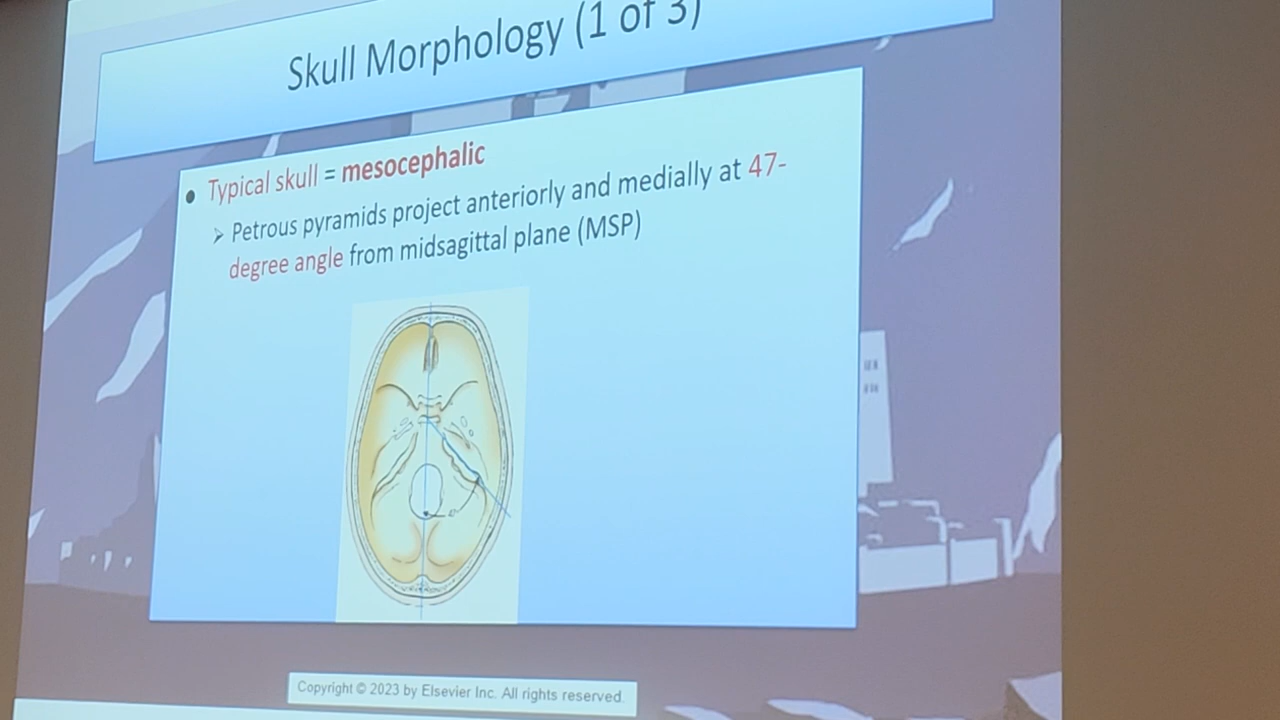 Skull Morphology (1 of 3)
• Typical skull = mesocephalic
➢ Petrous pyramids project anteriorly and medially at 47-
degree angle from midsagittal plane (MSP)
Copyright © 2023 by Elsevier Inc. All rights reserved.